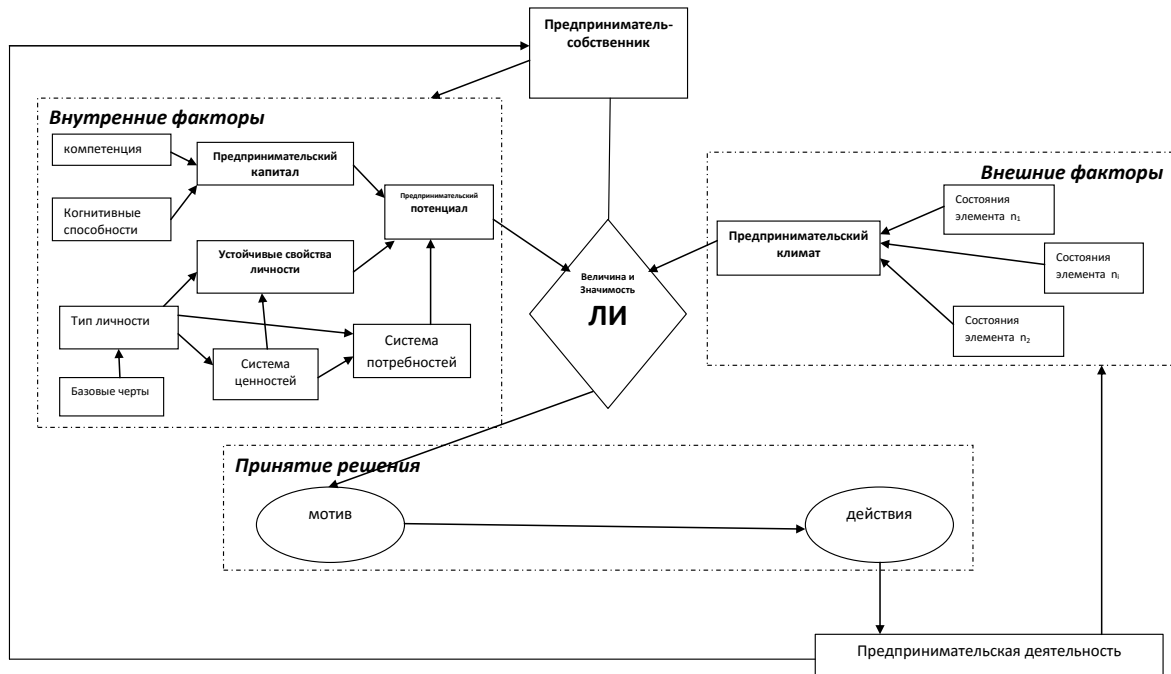 Предприниматель-
собственник
Внутренние факторы
компетенция
Предпринимательский
капитал
Когнитивные
способности
Предпринимательский
потенциал
Устойчивые свойства
личности
Тип личности
Система
ценностей
Система
потребностей
Базовые черты
Величина и
Значимость
ЛИ
Внешние факторы
Состояния
элемента n₁
Предпринимательский
климат
Состояния
элемента nᵢ
Состояния
элемента n₂
Принятие решения
мотив
действия
Предпринимательская деятельность